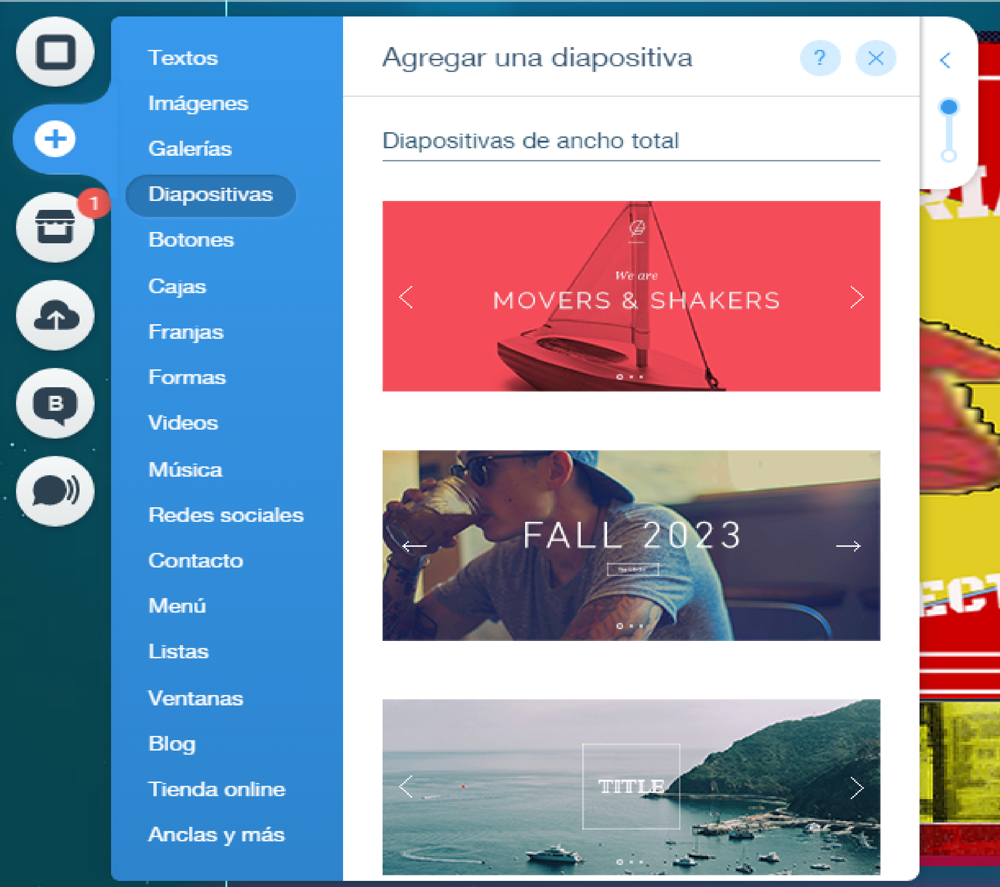 Textos
Imágenes
Galerías
Diapositivas
Botones
Cajas
Franjas
Formas
Videos
Música
Redes sociales
Contacto
Menú
Listas
Ventanas
Blog
Tienda online
Anclas y más
1
B
Agregar una diapositiva
?
Diapositivas de ancho total
We are
MOVERS & SHAKERS
FALL 2023
TITLE